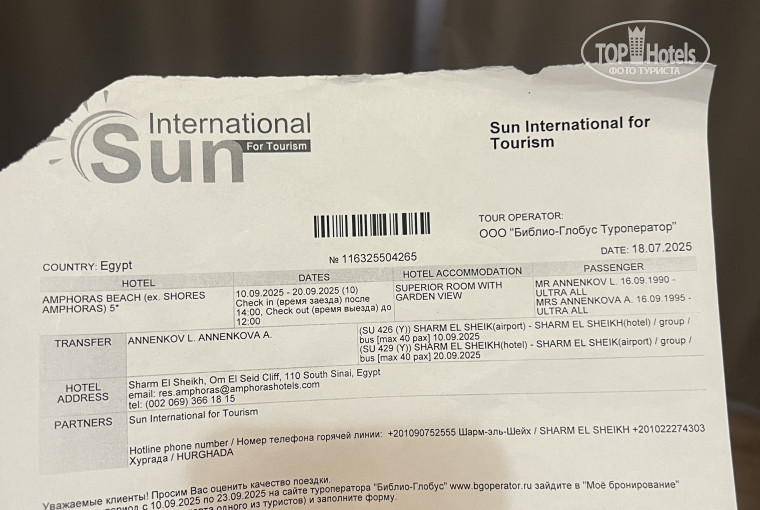 TOP Hotels
ФОТО ТУРИСТА
International
Sun For Tourism
Sun International for
Tourism
TOUR OPERATOR:
ООО "Библио-Глобус Туроператор"
DATE: 18.07.2025
COUNTRY: Egypt
№ 116325504265
HOTEL DATES HOTEL ACCOMMODATION PASSENGER
AMPHORAS BEACH (ex. SHORES
AMPHORAS) 5*
10.09.2025 - 20.09.2025 (10)
Check in (время заезда) после
14:00, Check out (время выезда) до
12:00
SUPERIOR ROOM WITH
GARDEN VIEW
MR ANNENKOV L. 16.09.1990 -
ULTRA ALL
MRS ANNENKOVA A. 16.09.1995 -
ULTRA ALL
TRANSFER
ANNENKOV L. ANNENKOVA A.
(SU 426 (Y)) SHARM EL SHEIK(airport) - SHARM EL SHEIKH(hotel) / group /
bus [max 40 pax] 10.09.2025
(SU 429 (Y)) SHARM EL SHEIKH(hotel) - SHARM EL SHEIK(airport) / group /
bus [max 40 pax] 20.09.2025
HOTEL
ADDRESS
Sharm El Sheikh, Om El Seid Cliff, 110 South Sinai, Egypt
email: res.amphoras@amphorashotels.com
tel: (002 069) 366 18 15
PARTNERS
Sun International for Tourism
Hotline phone number / Номер телефона горячей линии: +201090752555 Шарм-эль-Шейх / SHARM EL SHEIKH +201022274303
Хургада / HURGHADA
Уважаемые клиенты! Просим Вас оценить качество поездки.
период с 10.09.2025 по 23.09.2025 на сайте туроператора "Библио-Глобус" www.bgoperator.ru зайдите в "Моё бронирование"
одного из туристов) и заполните форму.